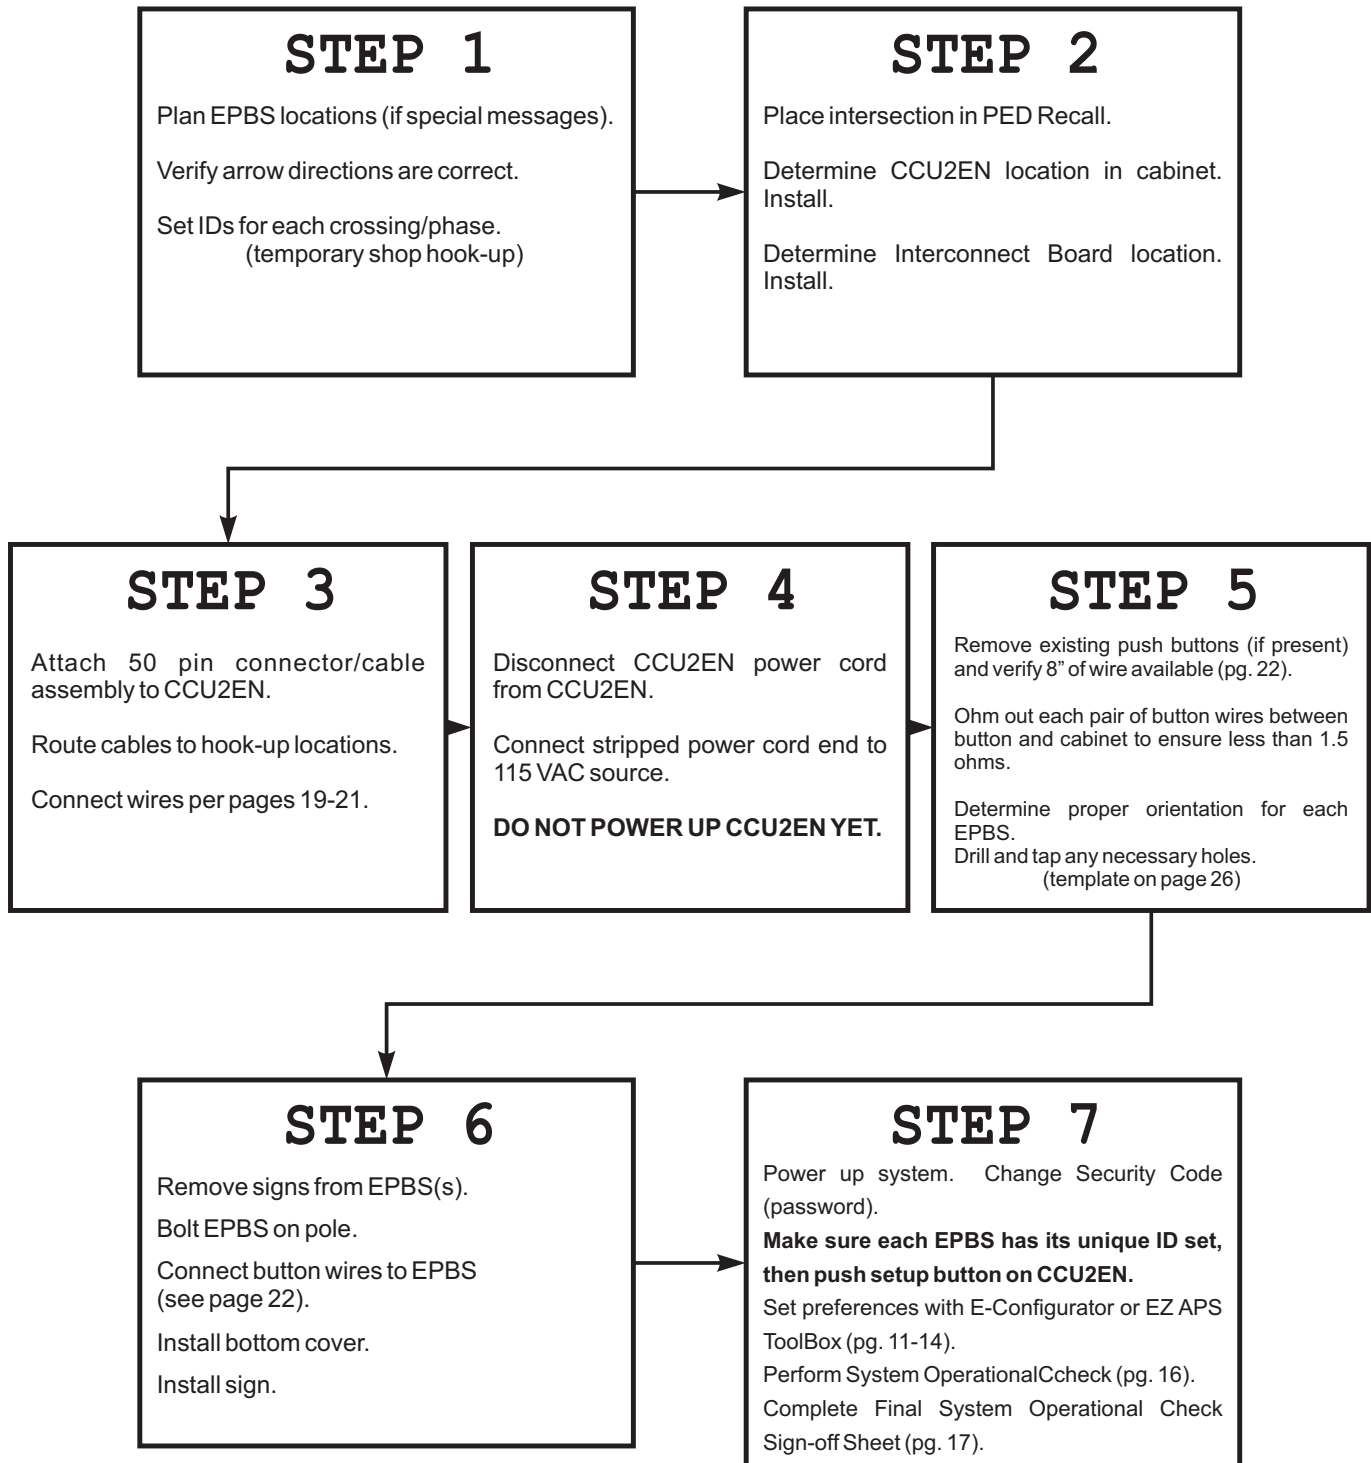 STEP 1
Plan EPBS locations (if special messages).
Verify arrow directions are correct.
Set IDs for each crossing/phase.
(temporary shop hook-up)
STEP 2
Place intersection in PED Recall.
Determine CCU2EN location in cabinet.
Install.
Determine Interconnect Board location.
Install.
STEP 3
Attach 50 pin connector/cable
assembly to CCU2EN.
Route cables to hook-up locations.
Connect wires per pages 19-21.
STEP 4
Disconnect CCU2EN power cord
from CCU2EN.
Connect stripped power cord end to
115 VAC source.
DO NOT POWER UP CCU2EN YET.
STEP 5
Remove existing push buttons (if present)
and verify 8” of wire available (pg. 22).
Ohm out each pair of button wires between
button and cabinet to ensure less than 1.5
ohms.
Determine proper orientation for each
EPBS.
Drill and tap any necessary holes.
(template on page 26)
STEP 6
Remove signs from EPBS(s).
Bolt EPBS on pole.
Connect button wires to EPBS
(see page 22).
Install bottom cover.
Install sign.
STEP 7
Power up system. Change Security Code
(password).
Make sure each EPBS has its unique ID set,
then push setup button on CCU2EN.
Set preferences with E-Configurator or EZ APS
ToolBox (pg. 11-14).
Perform System OperationalCcheck (pg. 16).
Complete Final System Operational Check
Sign-off Sheet (pg. 17).